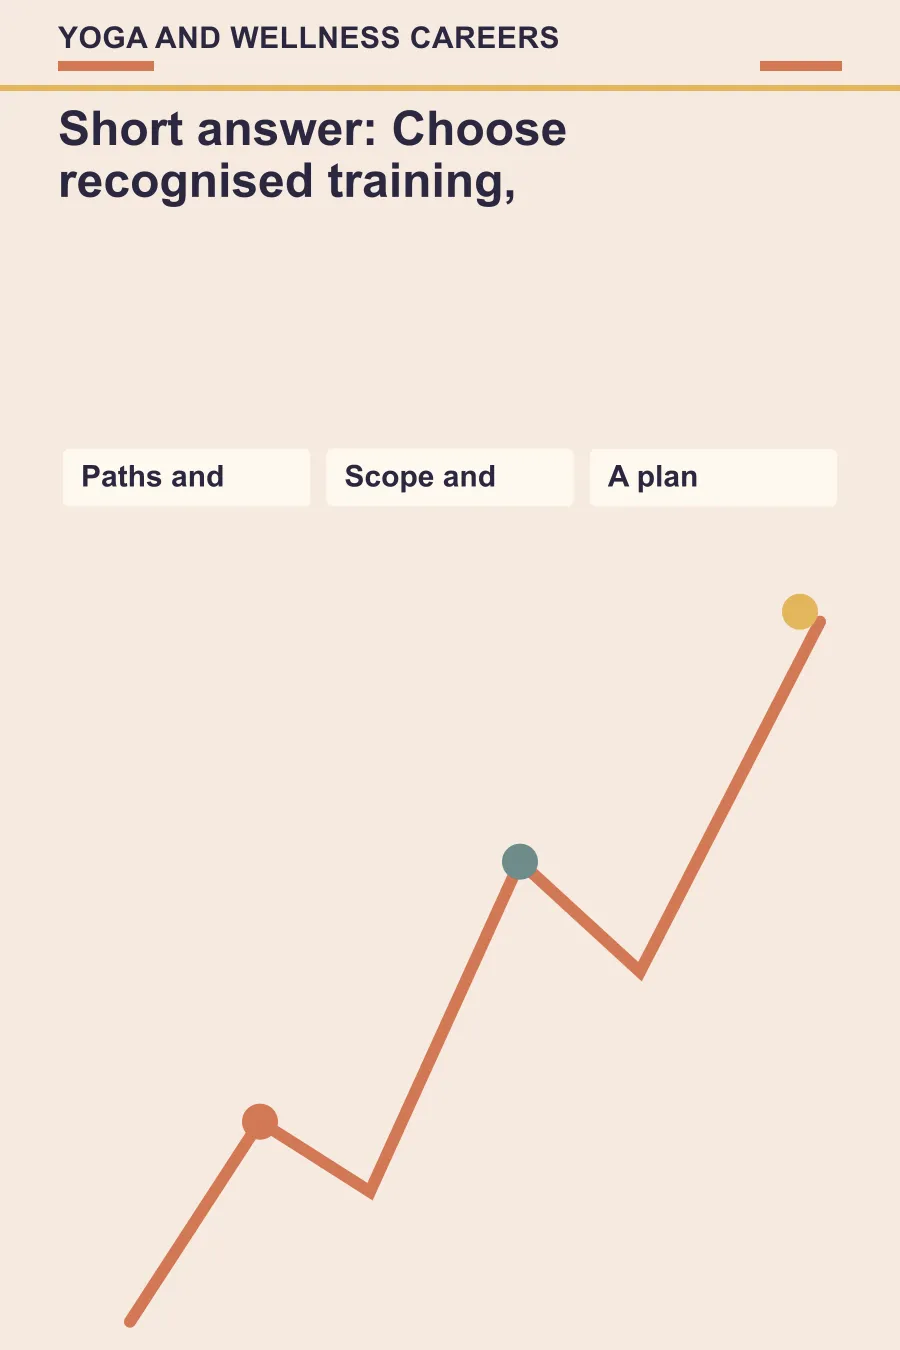 YOGA AND WELLNESS CAREERS
Short answer: Choose
recognised training,
Paths and
Scope and
A plan